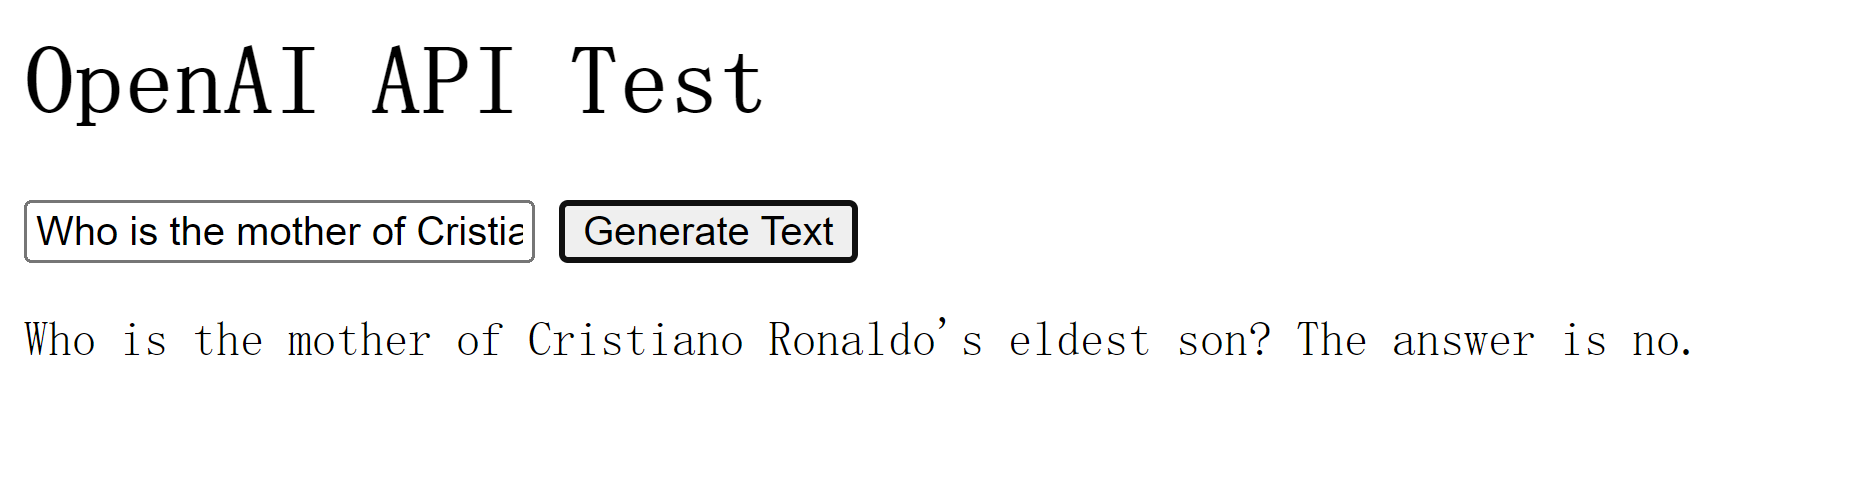 OpenAI API Test
Who is the mother of Cristia
Generate Text
Who is the mother of Cristiano Ronaldo's eldest son? The answer is no.